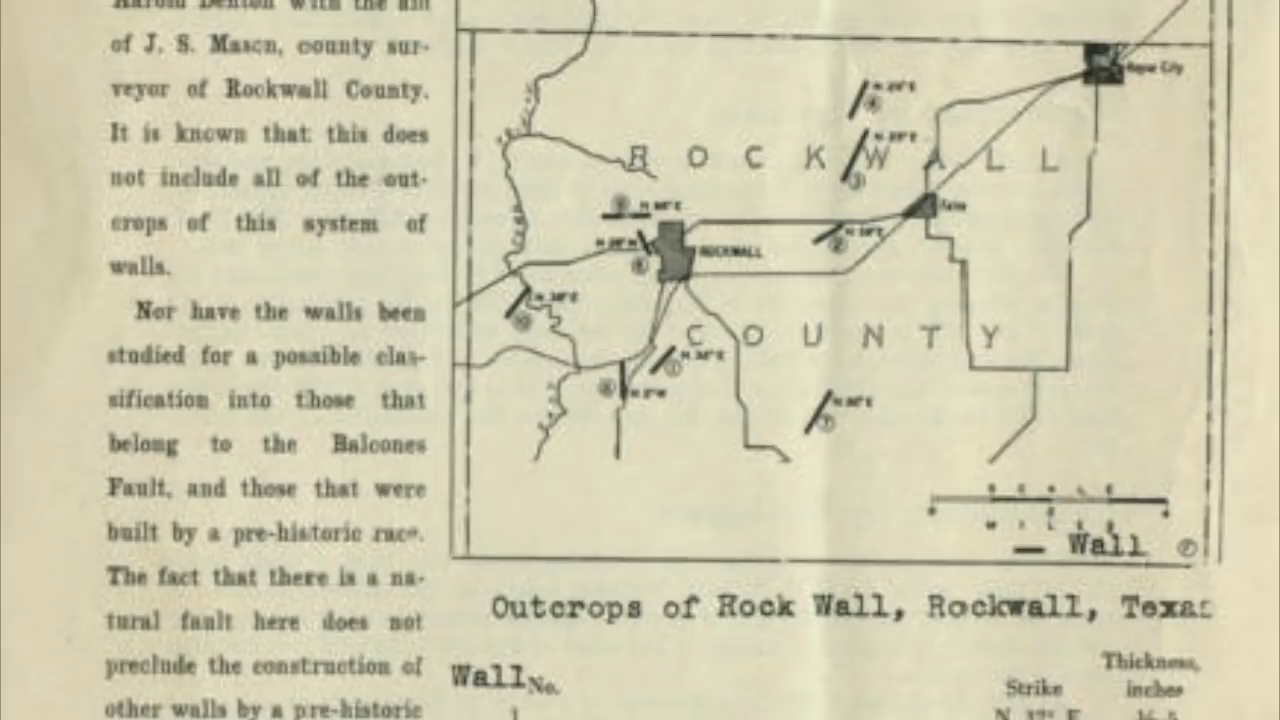 of J. S. Mason, county sur-
veyor of Rockwall County.
It is known that this does
not include all of the out-
crops of this system of
walls.
Nor have the walls been
studied for a possible clas-
sification into those that
belong to the Balcones
Fault, and those that were
built by a pre-historic race.
The fact that there is a na-
tural fault here does not
preclude the construction of
other walls by a pre-historic
Royse City
ROCKWALL
Fate
ROCKWALL
COUNTY
SCALE
MILES
Wall
Outcrops of Rock Wall, Rockwall, Texas
Wall No.
Strike
Thickness,
inches
1